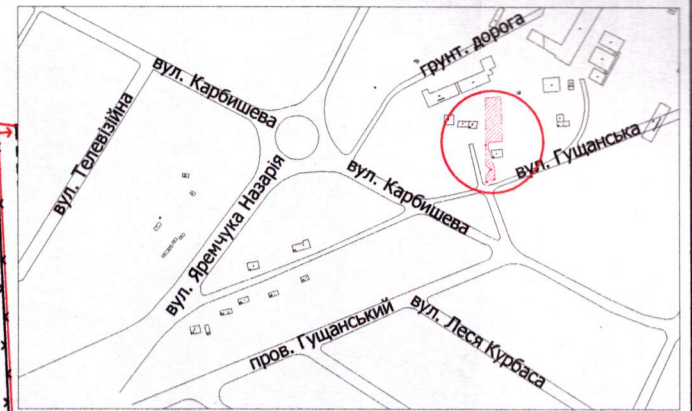 грунт. дорога
вул. Карбишева
вул. Телевізійна
вул. Гущанська
вул. Карбишева
вул. Яремчука Назарія
пров. Гущанський
вул. Леся Курбаса